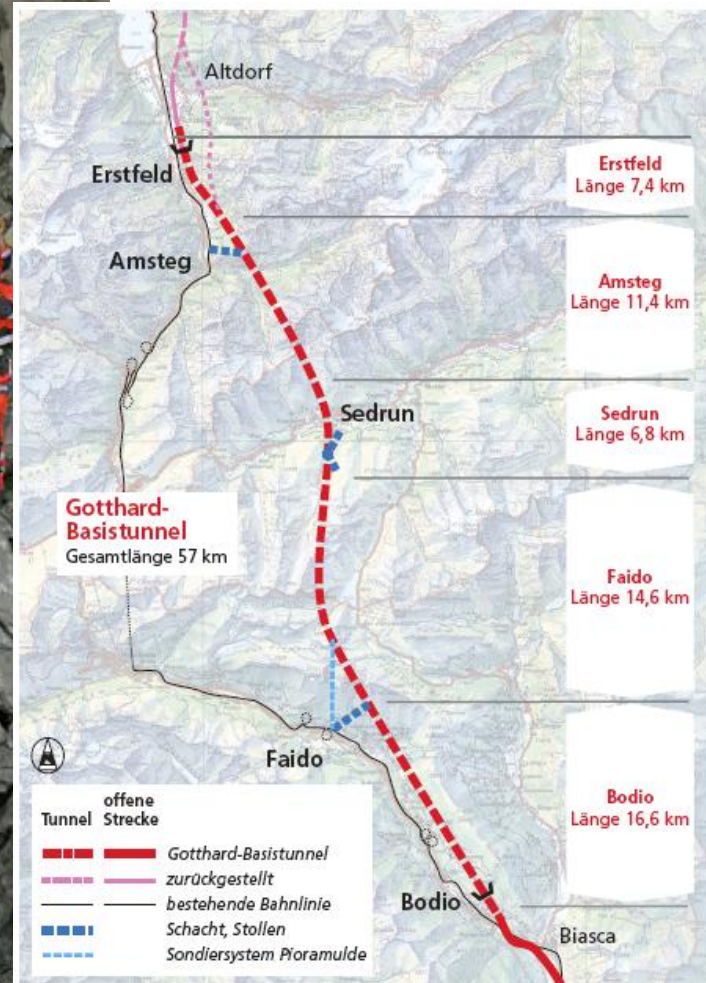 Altdorf
Erstfeld
Erstfeld
Länge 7,4 km
Amsteg
Amsteg
Länge 11,4 km
Sedrun
Sedrun
Länge 6,8 km
Gotthard-
Basistunnel
Gesamtlänge 57 km
Faido
Länge 14,6 km
Faido
Bodio
Länge 16,6 km
Bodio
Biasca
Tunnel offene Strecke
Gotthard-Basistunnel
zurückgestellt
bestehende Bahnlinie
Schacht, Stollen
Sondiersystem Pioramulde